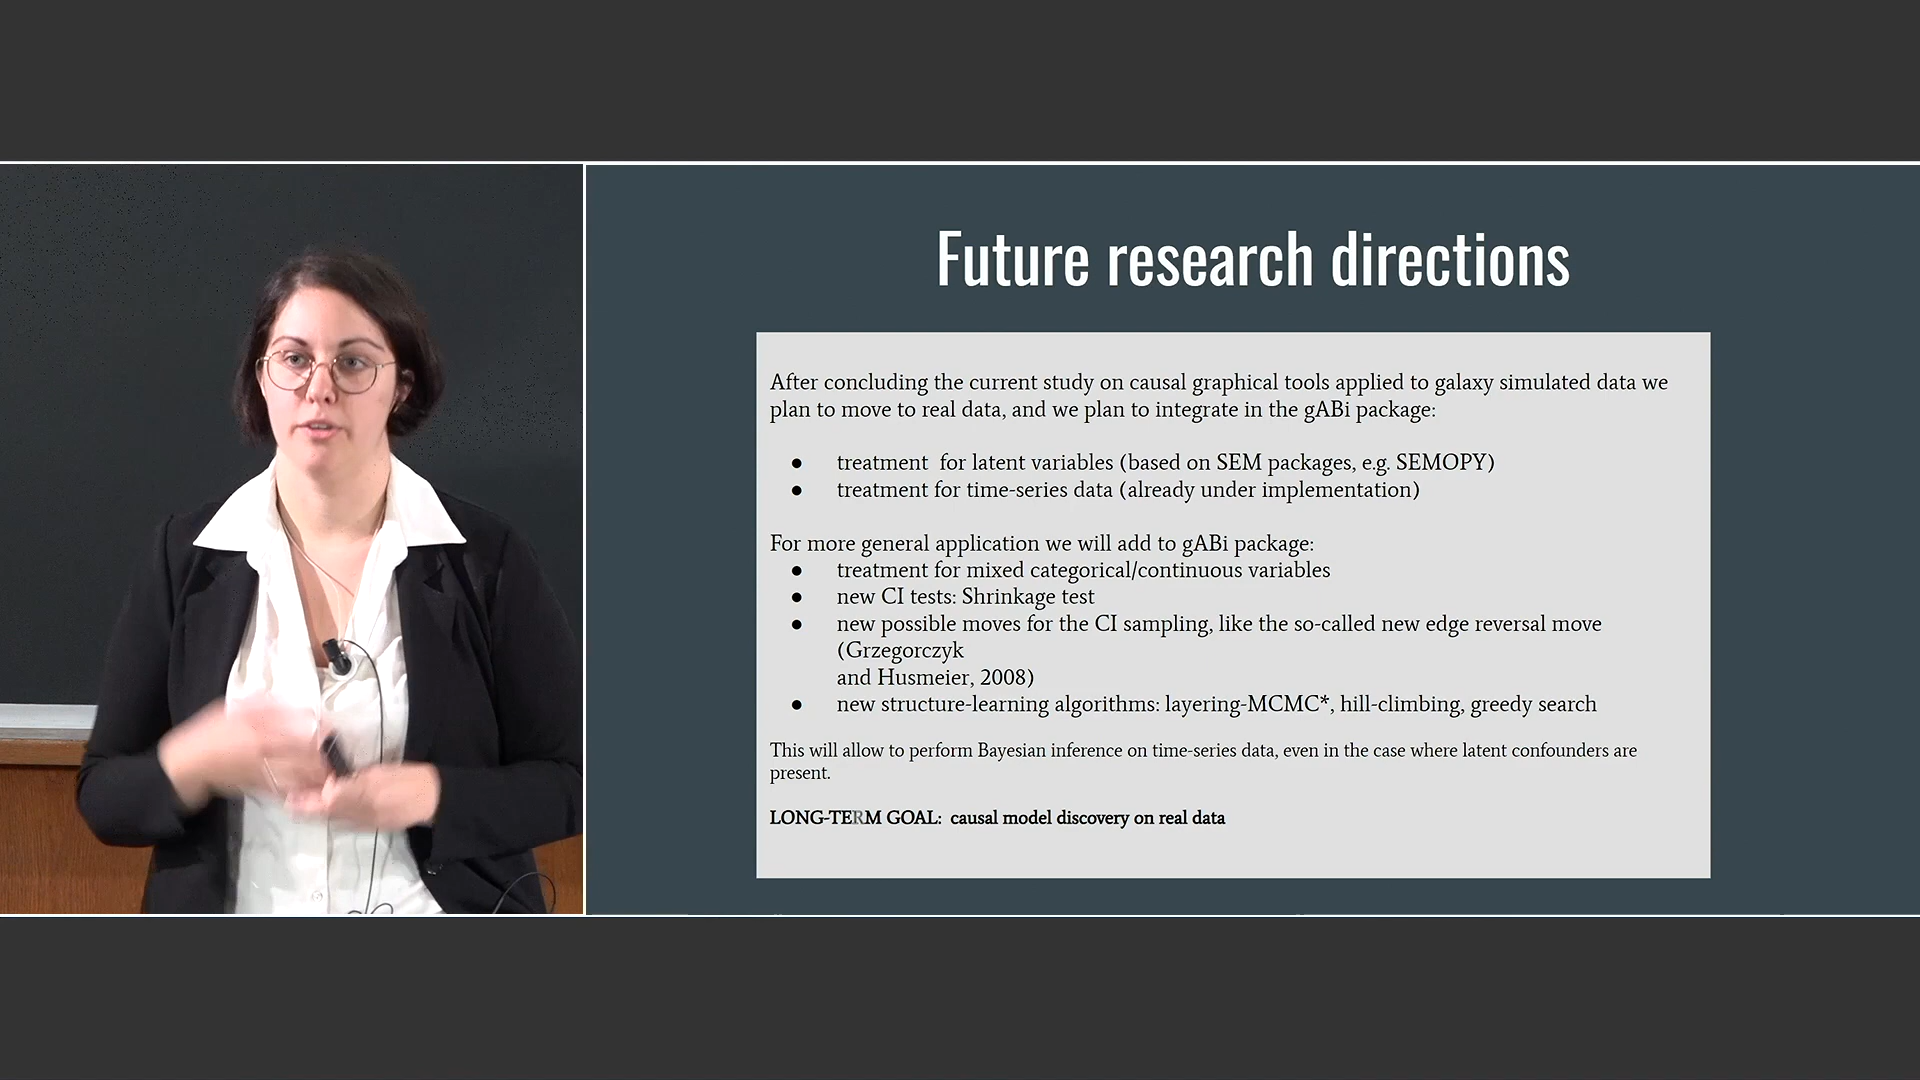 Future research directions
After concluding the current study on causal graphical tools applied to galaxy simulated data we
plan to move to real data, and we plan to integrate in the gABi package:
● treatment for latent variables (based on SEM packages, e.g. SEMOPY)
● treatment for time-series data (already under implementation)
For more general application we will add to gABi package:
● treatment for mixed categorical/continuous variables
● new CI tests: Shrinkage test
● new possible moves for the CI sampling, like the so-called new edge reversal move
(Grzegorczyk
and Husmeier, 2008)
● new structure-learning algorithms: layering-MCMC*, hill-climbing, greedy search
This will allow to perform Bayesian inference on time-series data, even in the case where latent confounders are
present.
LONG-TERM GOAL: causal model discovery on real data